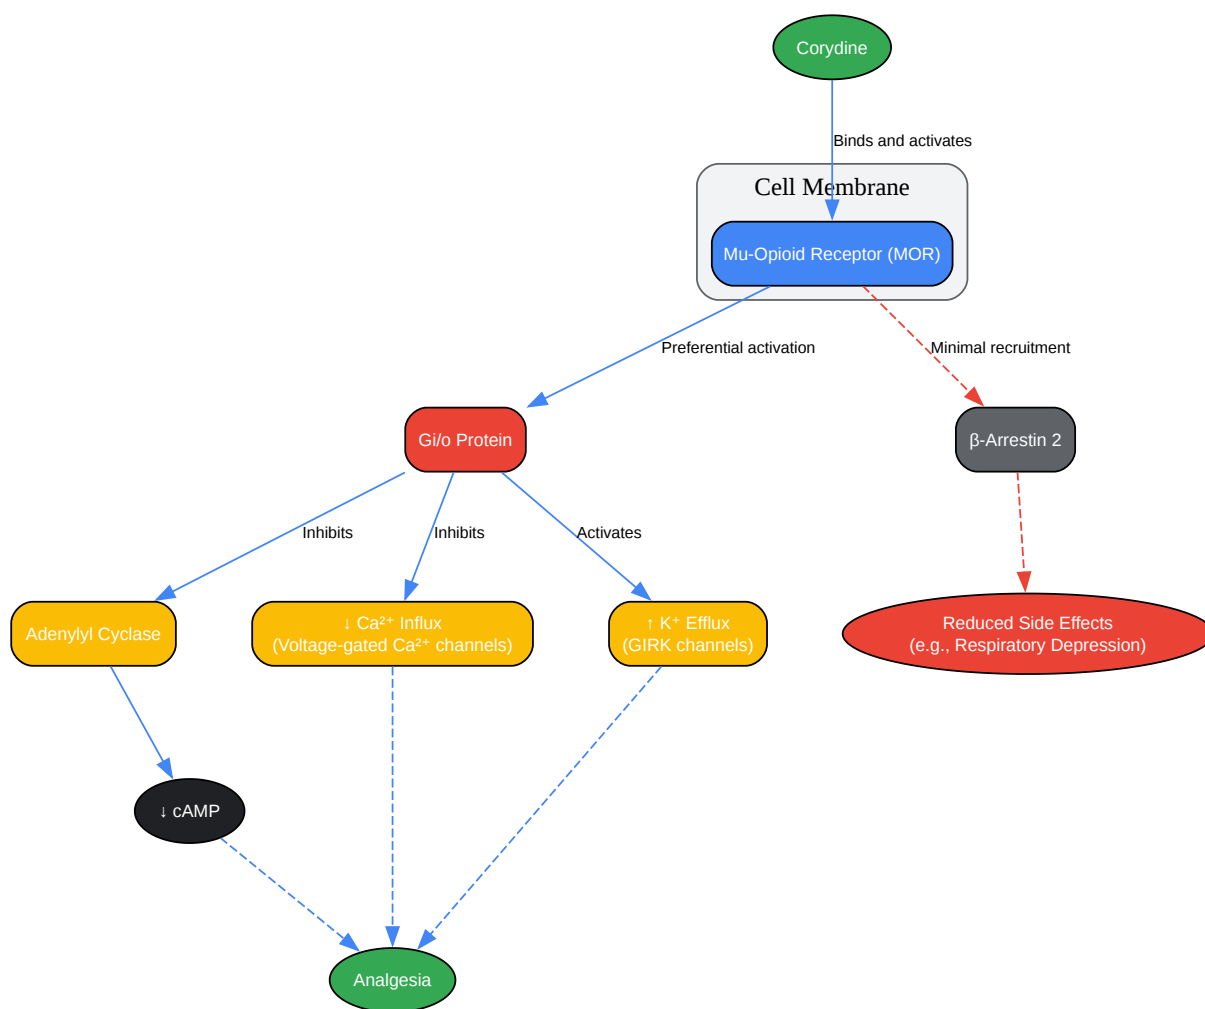 Corydine
Binds and activates
Cell Membrane
Mu-Opioid Receptor (MOR)
Preferential activation
Minimal recruitment
Gi/o Protein
β-Arrestin 2
Inhibits
Inhibits
Activates
Adenylyl Cyclase
↓ Ca²⁺ Influx
(Voltage-gated Ca²⁺ channels)
↑ K⁺ Efflux
(GIRK channels)
Reduced Side Effects
(e.g., Respiratory Depression)
↓ cAMP
Analgesia